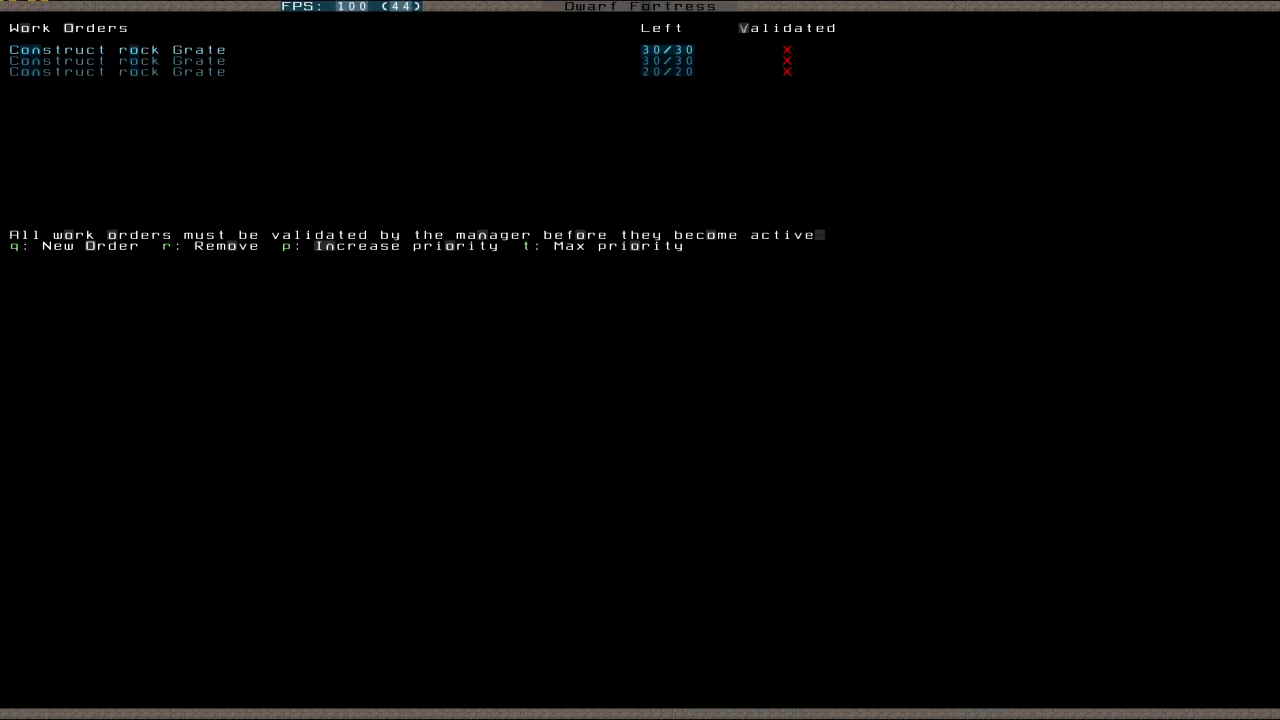 FPS: 100 (44) Dwarf Fortress
Work Orders Left Validated
Construct rock Grate 30/30 X
Construct rock Grate 30/30 X
Construct rock Grate 20/20 X
All work orders must be validated by the manager before they become active.
q: New Order r: Remove p: Increase priority t: Max priority